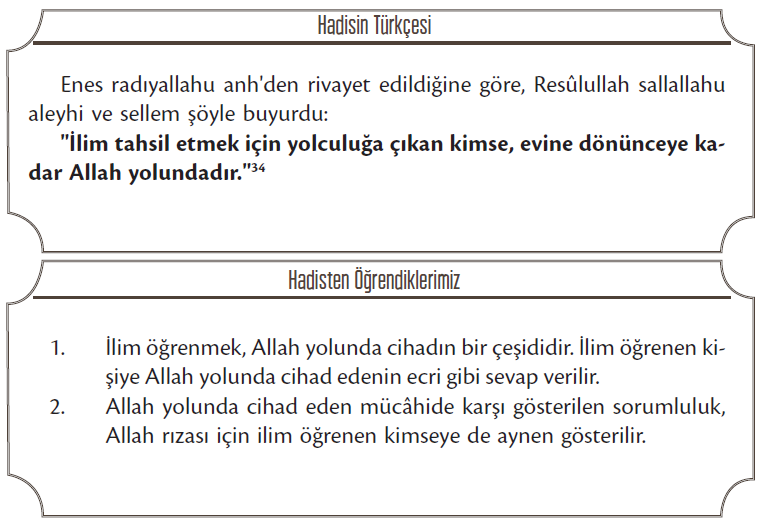 Hadisin Türkçesi
Enes radıyallahu anh'den rivayet edildiğine göre, Resûlullah sallallahu
aleyhi ve sellem şöyle buyurdu:
"İlim tahsil etmek için yolculuğa çıkan kimse, evine dönünceye ka-
dar Allah yolundadır."³⁴
Hadisten Öğrendiklerimiz
1. İlim öğrenmek, Allah yolunda cihadın bir çeşididir. İlim öğrenen ki-
şiye Allah yolunda cihad edenin ecri gibi sevap verilir.
2. Allah yolunda cihad eden mücâhide karşı gösterilen sorumluluk,
Allah rızası için ilim öğrenen kimseye de aynen gösterilir.